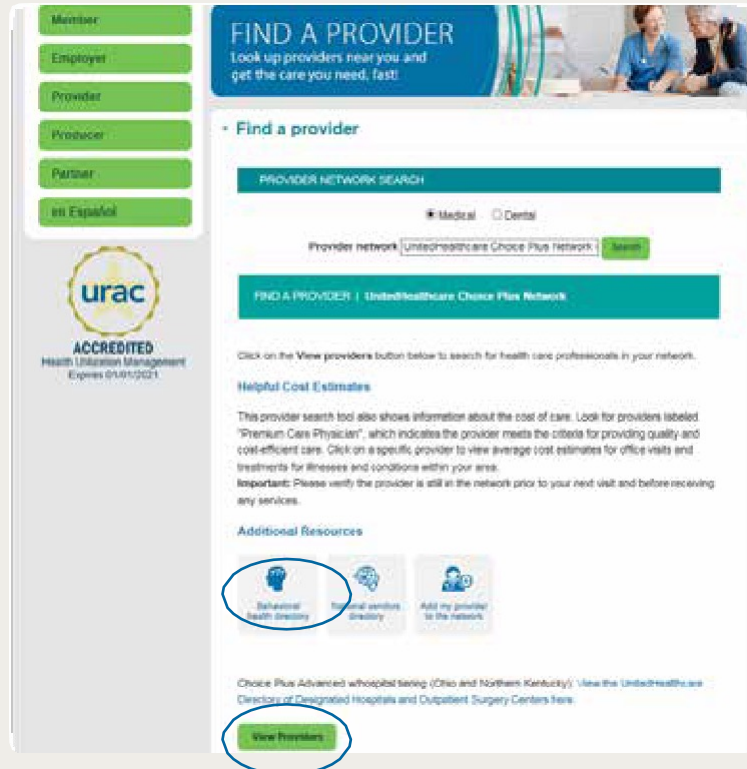 Member
Employer
Provider
Producer
Partner
en Español
urac
ACCREDITED
Health Utilization Management
Expires 01/01/2021
FIND A PROVIDER
Look up providers near you and
get the care you need, fast!
Find a provider
PROVIDER NETWORK SEARCH
Medical Dental
Provider network UnitedHealthcare Choice Plus Network Search
FIND A PROVIDER | UnitedHealthcare Choice Plus Network
Click on the View providers button below to search for health care professionals in your network.
Helpful Cost Estimates
This provider search tool also shows information about the cost of care. Look for providers labeled
"Premium Care Physician", which indicates the provider meets the criteria for providing quality and
cost-efficient care. Click on a specific provider to view average cost estimates for office visits and
treatments for illnesses and conditions within your area.
Important: Please verify the provider is still in the network prior to your next visit and before receiving
any services.
Additional Resources
Behavioral
health directory
National vendors
directory
Add my provider
to the network
Choice Plus Advanced w/hospital tiering (Ohio and Northern Kentucky): View the UnitedHealthcare
Directory of Designated Hospitals and Outpatient Surgery Centers here.
View Providers